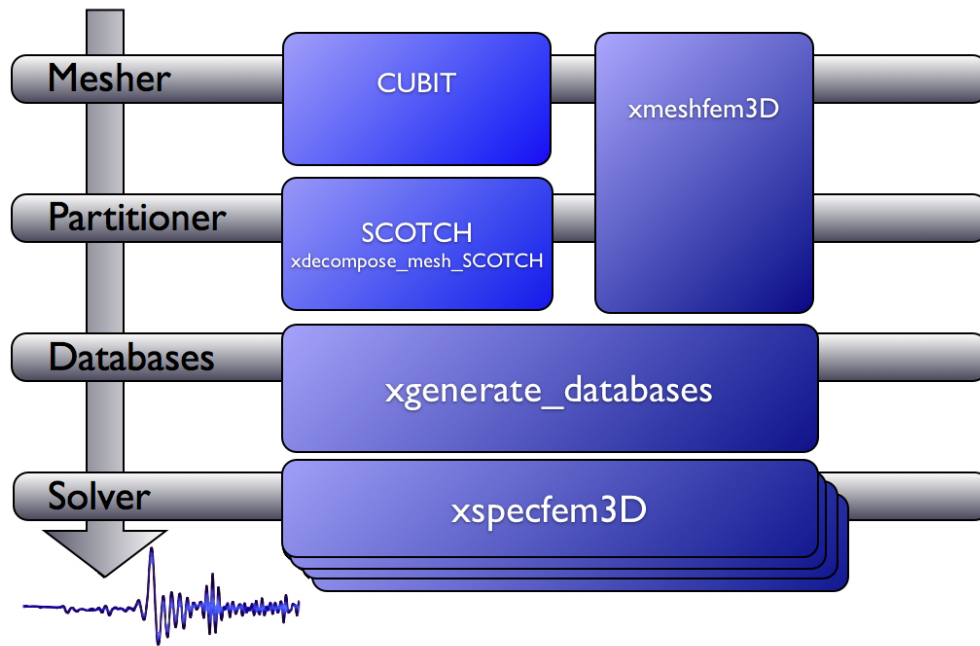 Mesher
CUBIT
xmeshfem3D
Partitioner
SCOTCH
xdecompose_mesh_SCOTCH
Databases
xgenerate_databases
Solver
xspecfem3D